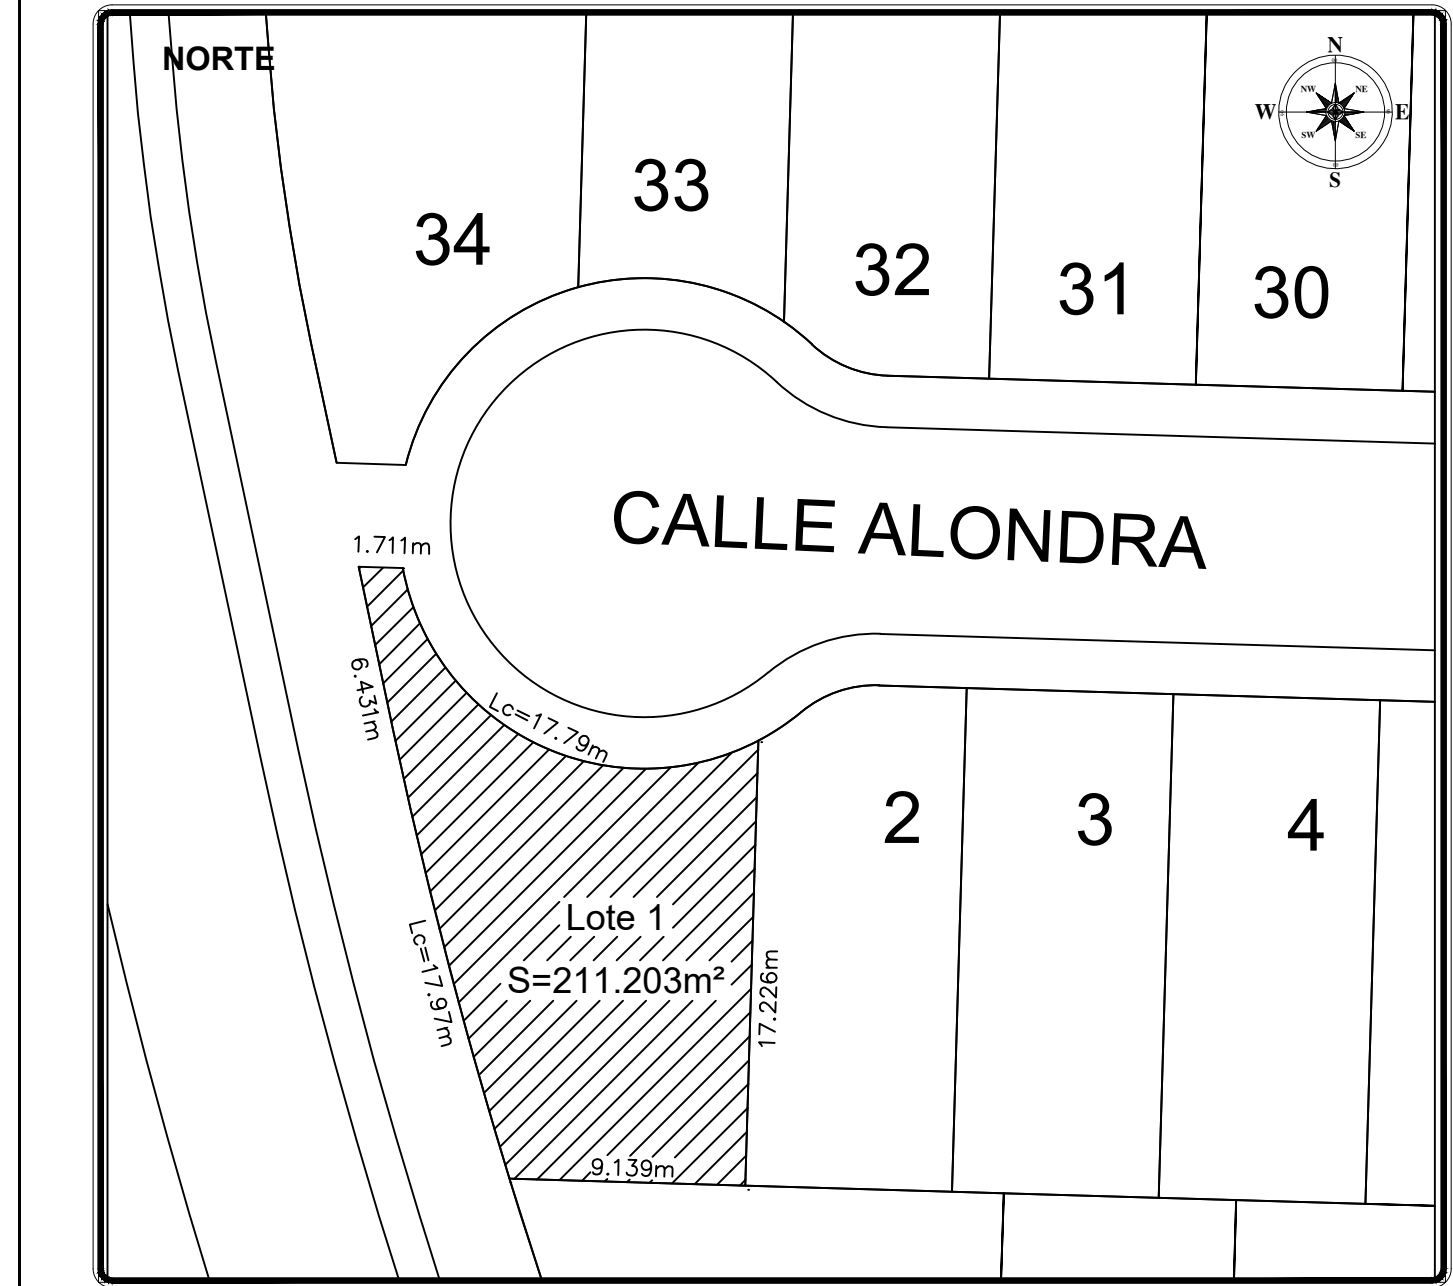 NORTE
N
NW
NE
W
E
SW
SE
S
33
34
32
31
30
CALLE ALONDRA
1.711m
6.431m
Lc=17.79m
2
3
4
Lote 1
S=211.203m²
Lc=17.97m
17.226m
9.139m